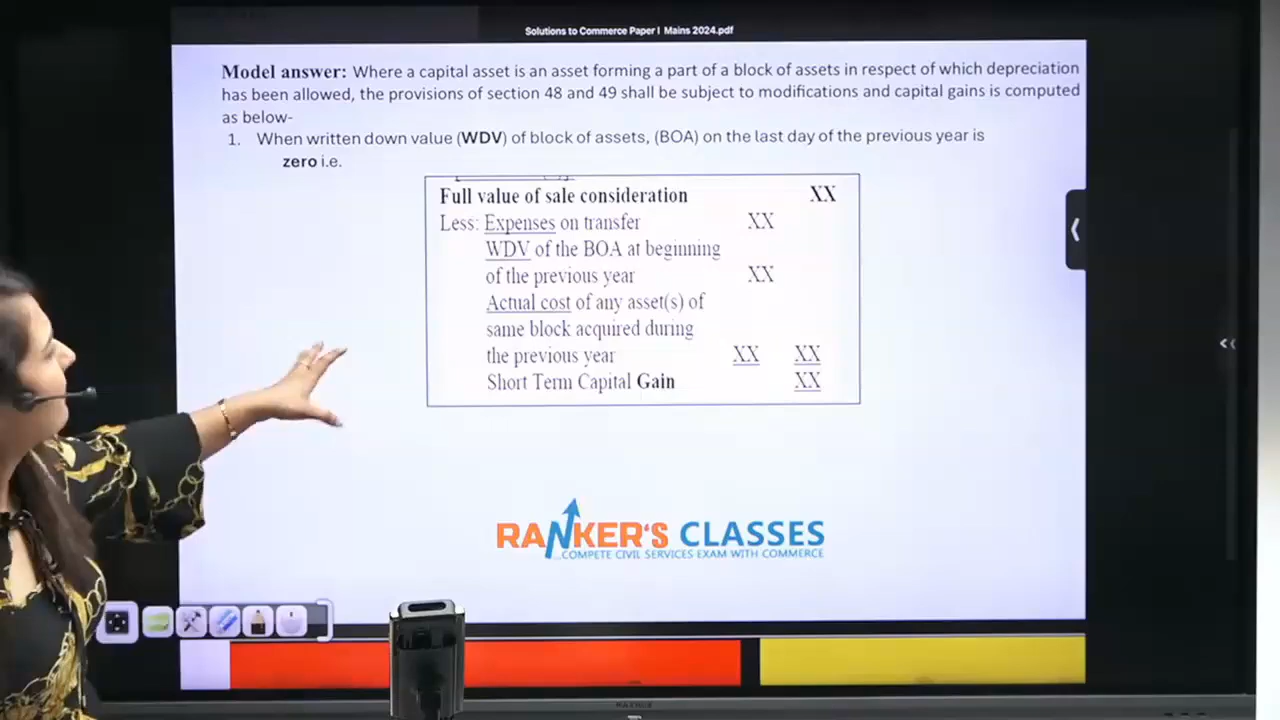 Solutions to Commerce Paper I Mains 2024.pdf
Model answer: Where a capital asset is an asset forming a part of a block of assets in respect of which depreciation
has been allowed, the provisions of section 48 and 49 shall be subject to modifications and capital gains is computed
as below-
1. When written down value (WDV) of block of assets, (BOA) on the last day of the previous year is
zero i.e.
Full value of sale consideration XX
Less: Expenses on transfer XX
WDV of the BOA at beginning
of the previous year XX
Actual cost of any asset(s) of
same block acquired during
the previous year XX XX
Short Term Capital Gain XX
RANKER'S CLASSES
...COMPETE CIVIL SERVICES EXAM WITH COMMERCE